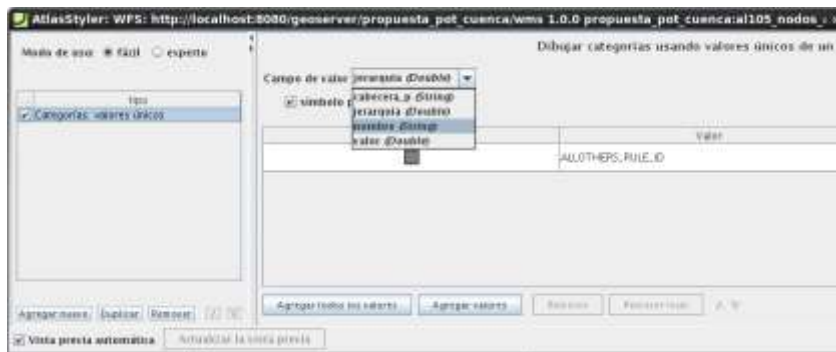 AtlasStyler: WFS: http://localhost:8080/geoserver/propuesta_pot_cuenca/wms 1.0.0 propuesta_pot_cuenca:al105_nodos_
Modo de uso: fácil experto
Dibujar categorías usando valores únicos de un
Campo de valor jerarquia (Double)
símbolo
cabecera_p (String)
jerarquia (Double)
nombre (String)
valor (Double)
tipo
Categorías: valores únicos
Valor
ALLOTHERS_RULE_ID
Agregar todos los valores Agregar valores Remover
Agregar nuevo Duplicar Remover
Vista previa automática Actualizar la vista previa